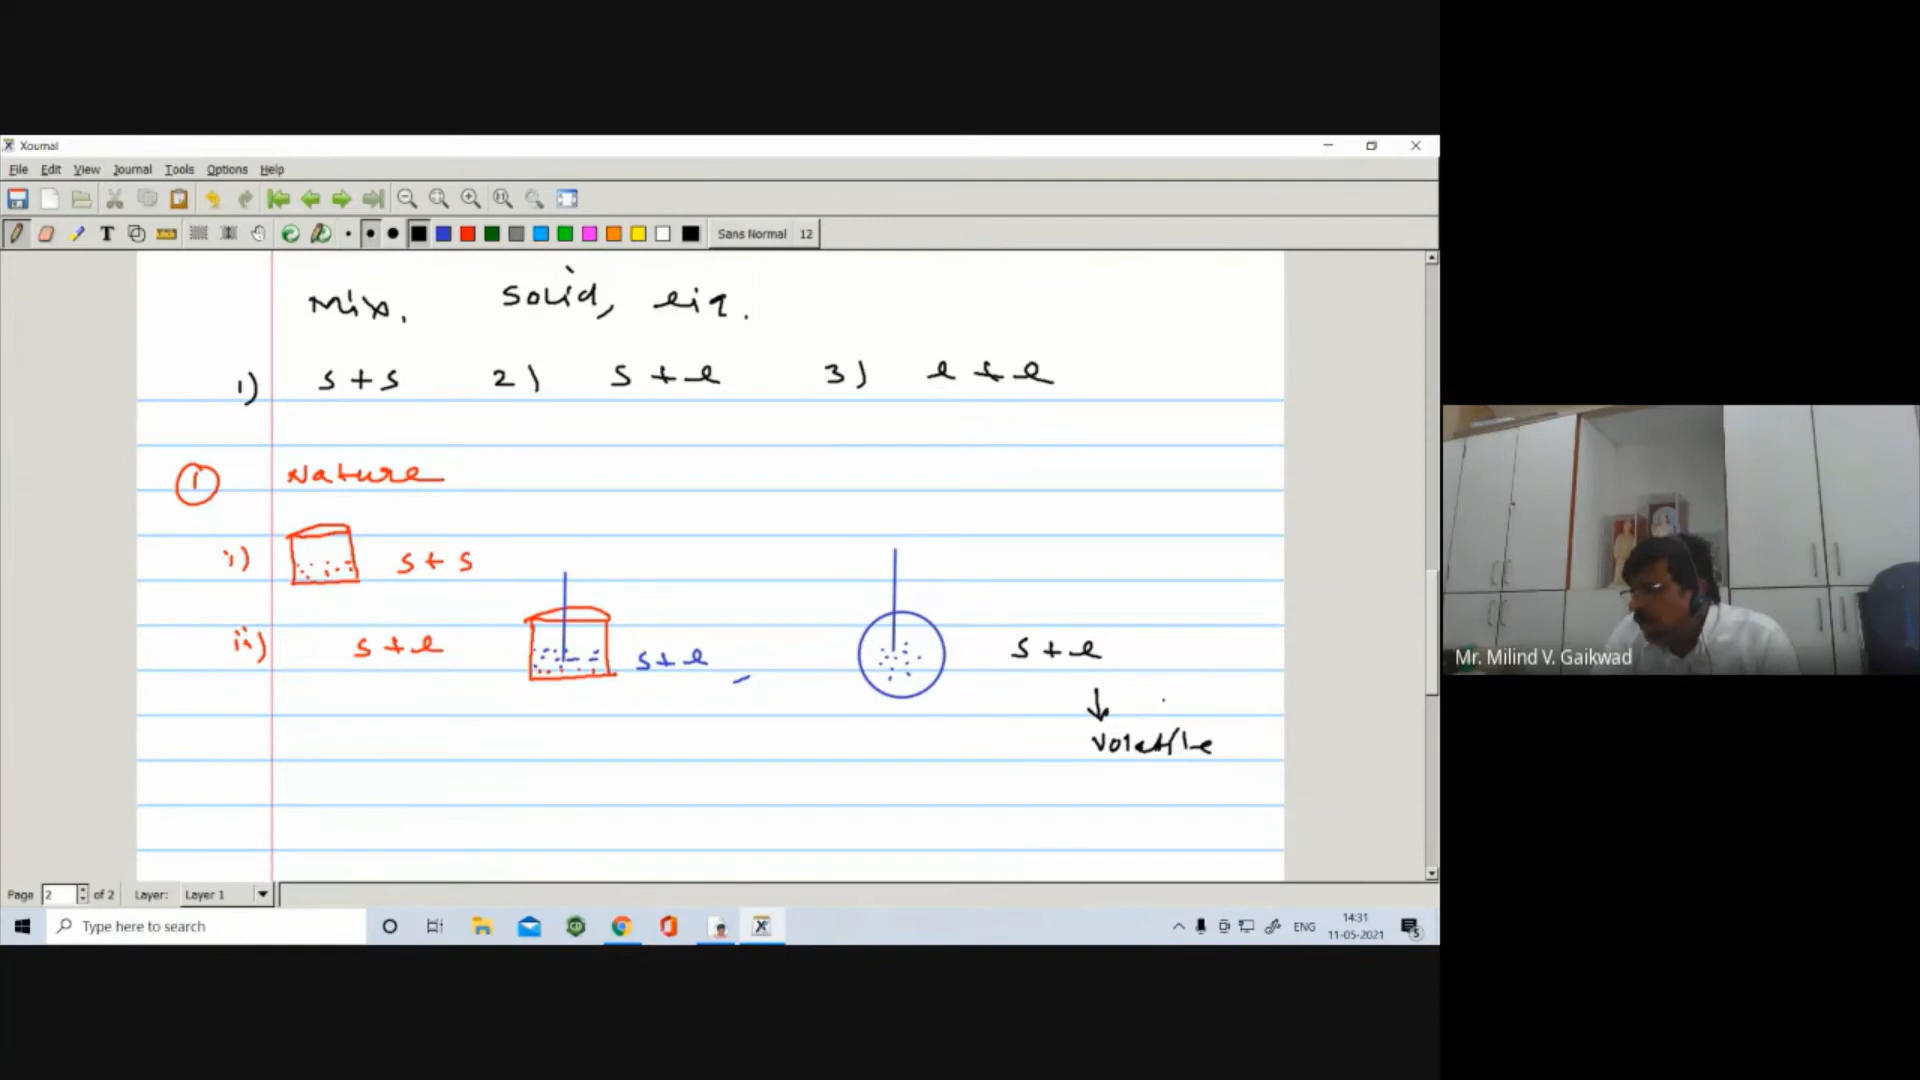 Xournal
File Edit View Journal Tools Options Help
T Sans Normal 12
Mix. Solid, liq.
1) s + s 2) s + l 3) l + l
① Nature
i) s + s
ii) s + l s + l s + l
Volatile
Mr. Milind V. Gaikwad
Page 2 of 2 Layer: Layer 1
Type here to search
ENG
14:31
11-05-2021
5